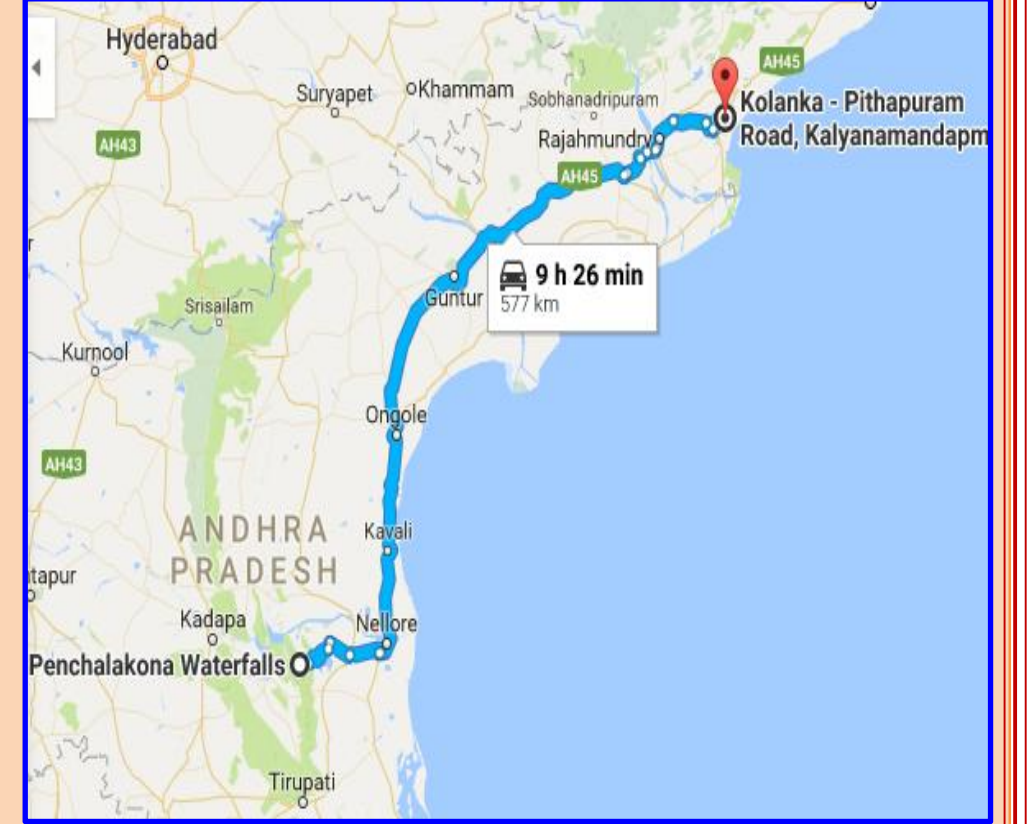 Hyderabad
AH45
Suryapet
Khammam
Sobhanadripuram
Kolanka - Pithapuram
Road, Kalyanamandapm
AH43
Rajahmundry
AH45
9 h 26 min
577 km
Guntur
Srisailam
Kurnool
Ongole
AH43
ANDHRA
PRADESH
Kavali
tapur
Kadapa
Nellore
Penchalakona Waterfalls
Tirupati